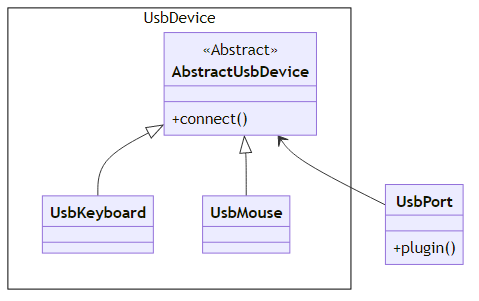 UsbDevice
«Abstract»
AbstractUsbDevice
+connect()
UsbKeyboard
UsbMouse
UsbPort
+plugin()